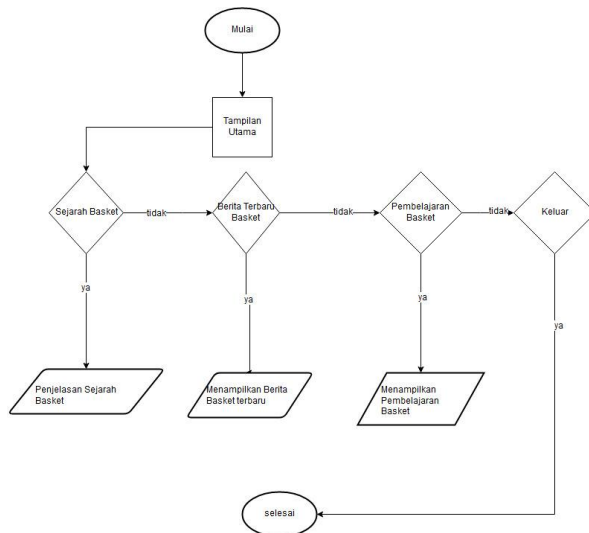 Mulai
Tampilan
Utama
Sejarah Basket
tidak
Berita Terbaru
Basket
tidak
Pembelajaran
Basket
tidak
Keluar
ya
ya
ya
ya
Penjelasan Sejarah
Basket
Menampilkan Berita
Basket terbaru
Menampilkan
Pembelajaran
Basket
selesai